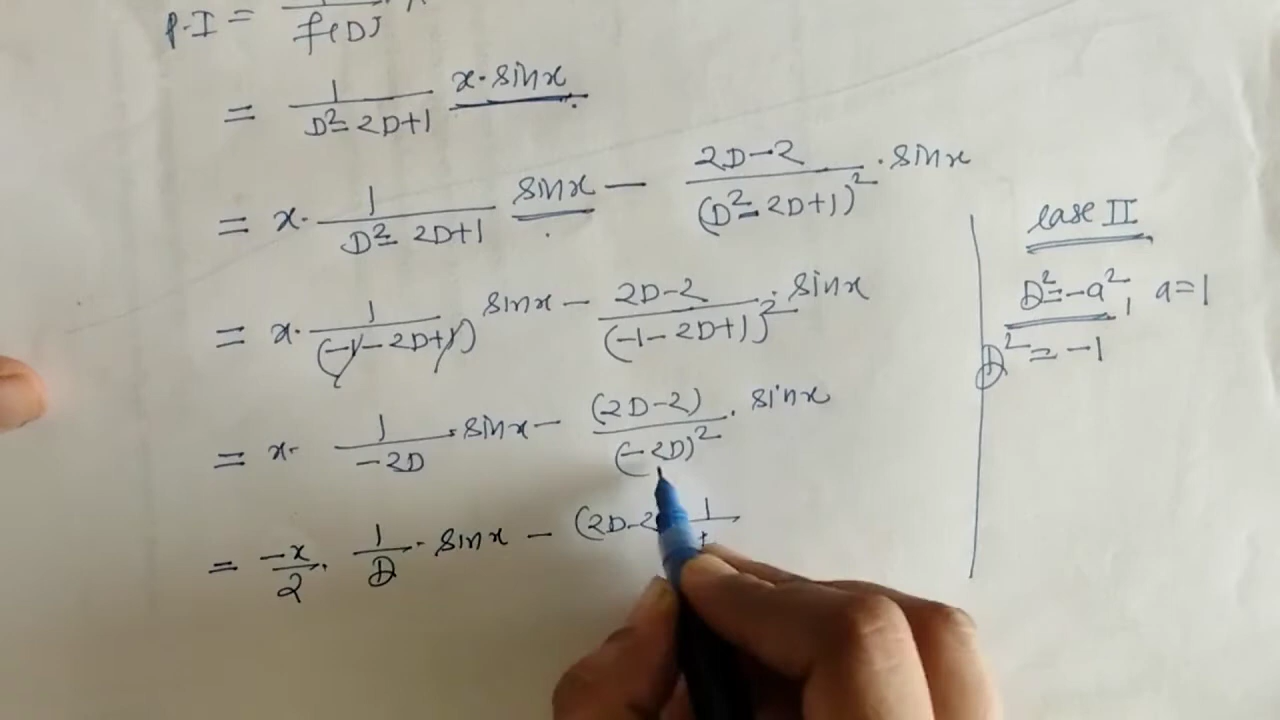 P.I = 1/f(D)
= 1/(D²-2D+1) x·sinx
= x· 1/(D²-2D+1) sinx - (2D-2)/(D²-2D+1)² ·sinx
= x· 1/(-1-2D+1) sinx - (2D-2)/(-1-2D+1)² ·sinx
= x· 1/-2D ·sinx - (2D-2)/(-2D)² · sinx
= -x/2 · 1/D · sinx - (2D-2 1/
Case II
D²=-a², a=1
D²=-1